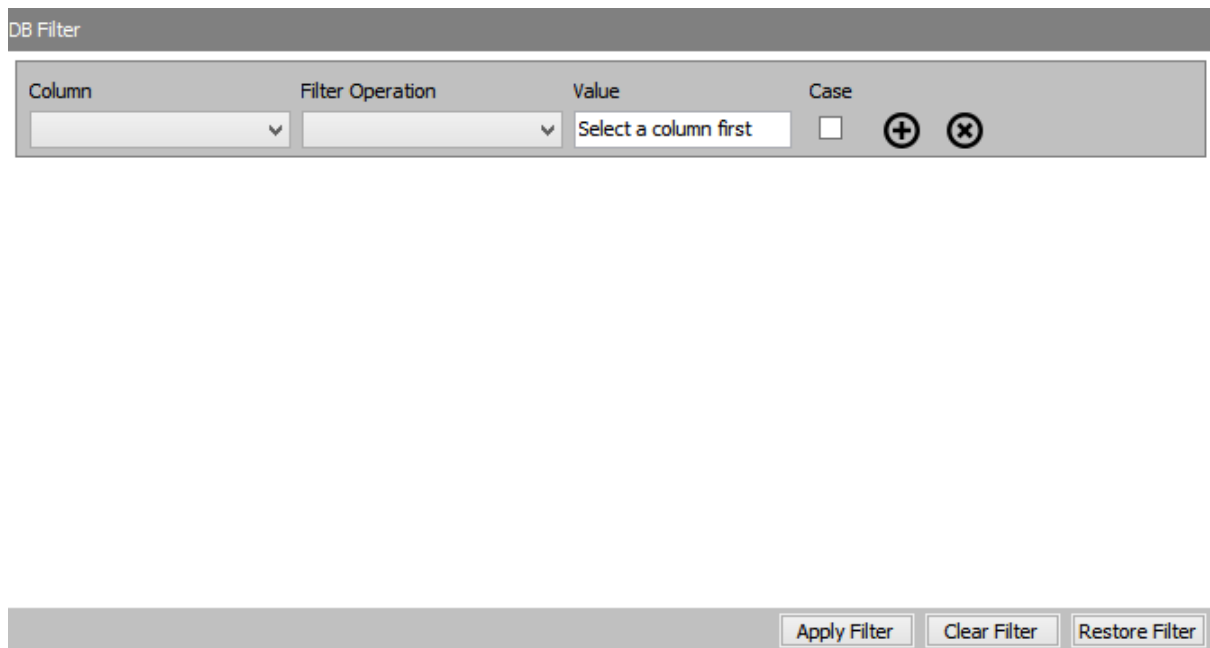 DB Filter
Column Filter Operation Value Case
Select a column first
Apply Filter Clear Filter Restore Filter